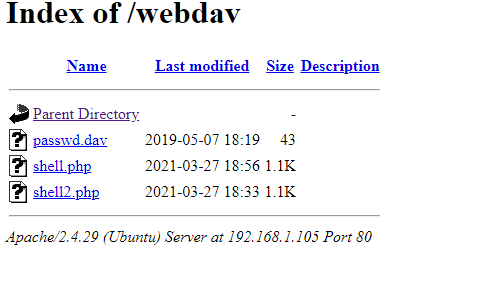 Index of /webdav
Name Last modified Size Description
Parent Directory -
passwd.dav 2019-05-07 18:19 43
shell.php 2021-03-27 18:56 1.1K
shell2.php 2021-03-27 18:33 1.1K
Apache/2.4.29 (Ubuntu) Server at 192.168.1.105 Port 80